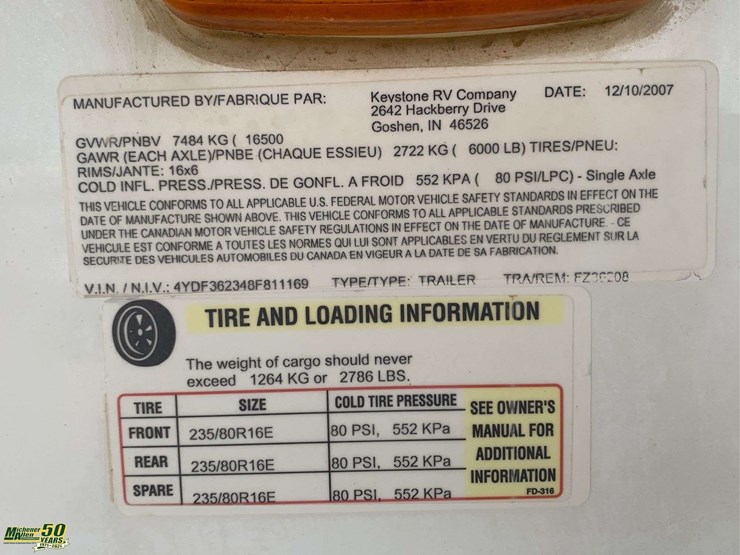 MANUFACTURED BY/FABRIQUE PAR: Keystone RV Company DATE: 12/10/2007
2642 Hackberry Drive
Goshen, IN 46526
GVWR/PNBV 7484 KG ( 16500
GAWR (EACH AXLE)/PNBE (CHAQUE ESSIEU) 2722 KG ( 6000 LB) TIRES/PNEU:
RIMS/JANTE: 16x6
COLD INFL. PRESS./PRESS. DE GONFL. A FROID 552 KPA ( 80 PSI/LPC) - Single Axle
THIS VEHICLE CONFORMS TO ALL APPLICABLE U.S. FEDERAL MOTOR VEHICLE SAFETY STANDARDS IN EFFECT ON THE
DATE OF MANUFACTURE SHOWN ABOVE. THIS VEHICLE CONFORMS TO ALL APPLICABLE STANDARDS PRESCRIBED
UNDER THE CANADIAN MOTOR VEHICLE SAFETY REGULATIONS IN EFFECT ON THE DATE OF MANUFACTURE. - CE
VEHICULE EST CONFORME A TOUTES LES NORMES QUI LUI SONT APPLICABLES EN VERTU DU REGLEMENT SUR LA
SECURITE DES VEHICULES AUTOMOBILES DU CANADA EN VIGEUR A LA DATE DE SA FABRICATION.
V.I.N. / N.I.V.: 4YDF362348F811169 TYPE/TYPE: TRAILER TRA/REM:
TIRE AND LOADING INFORMATION
The weight of cargo should never
exceed 1264 KG or 2786 LBS.
TIRE SIZE COLD TIRE PRESSURE SEE OWNER'S
FRONT 235/80R16E 80 PSI, 552 KPa MANUAL FOR
REAR 235/80R16E 80 PSI, 552 KPa ADDITIONAL
INFORMATION
SPARE 235/80R16E 80 PSI, 552 KPa FD-316
Michener Allen 50
YEARS